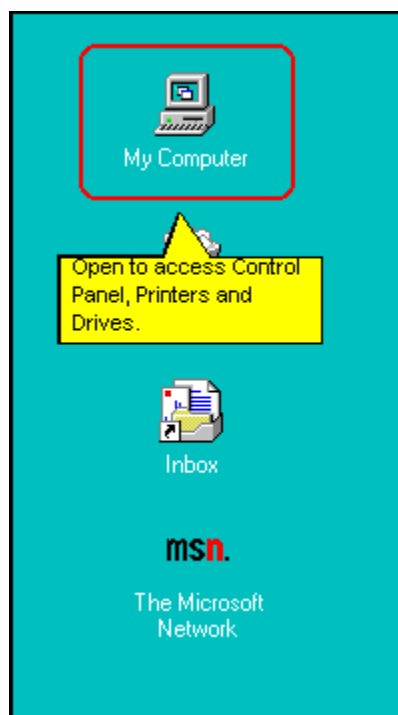 My Computer
Open to access Control
Panel, Printers and
Drives.
Inbox
msn.
The Microsoft
Network